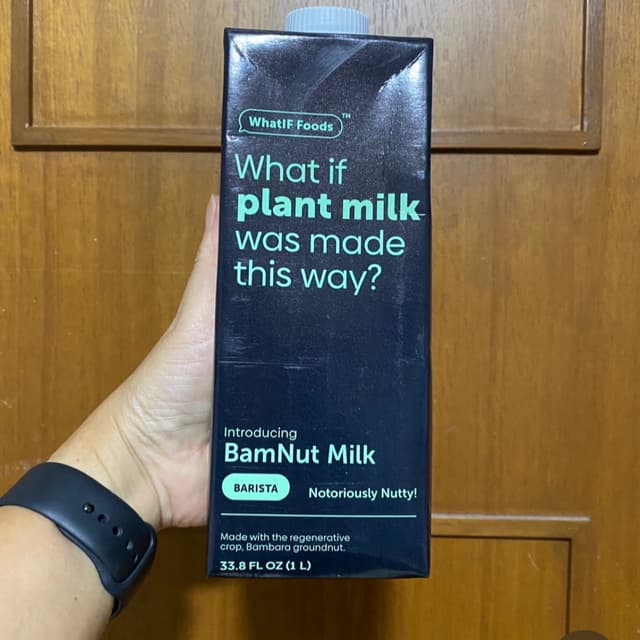 WhatIF Foods™
What if
plant milk
was made
this way?
Introducing
BamNut Milk
BARISTA Notoriously Nutty!
Made with the regenerative
crop, Bambara groundnut.
33.8 FL OZ (1 L)